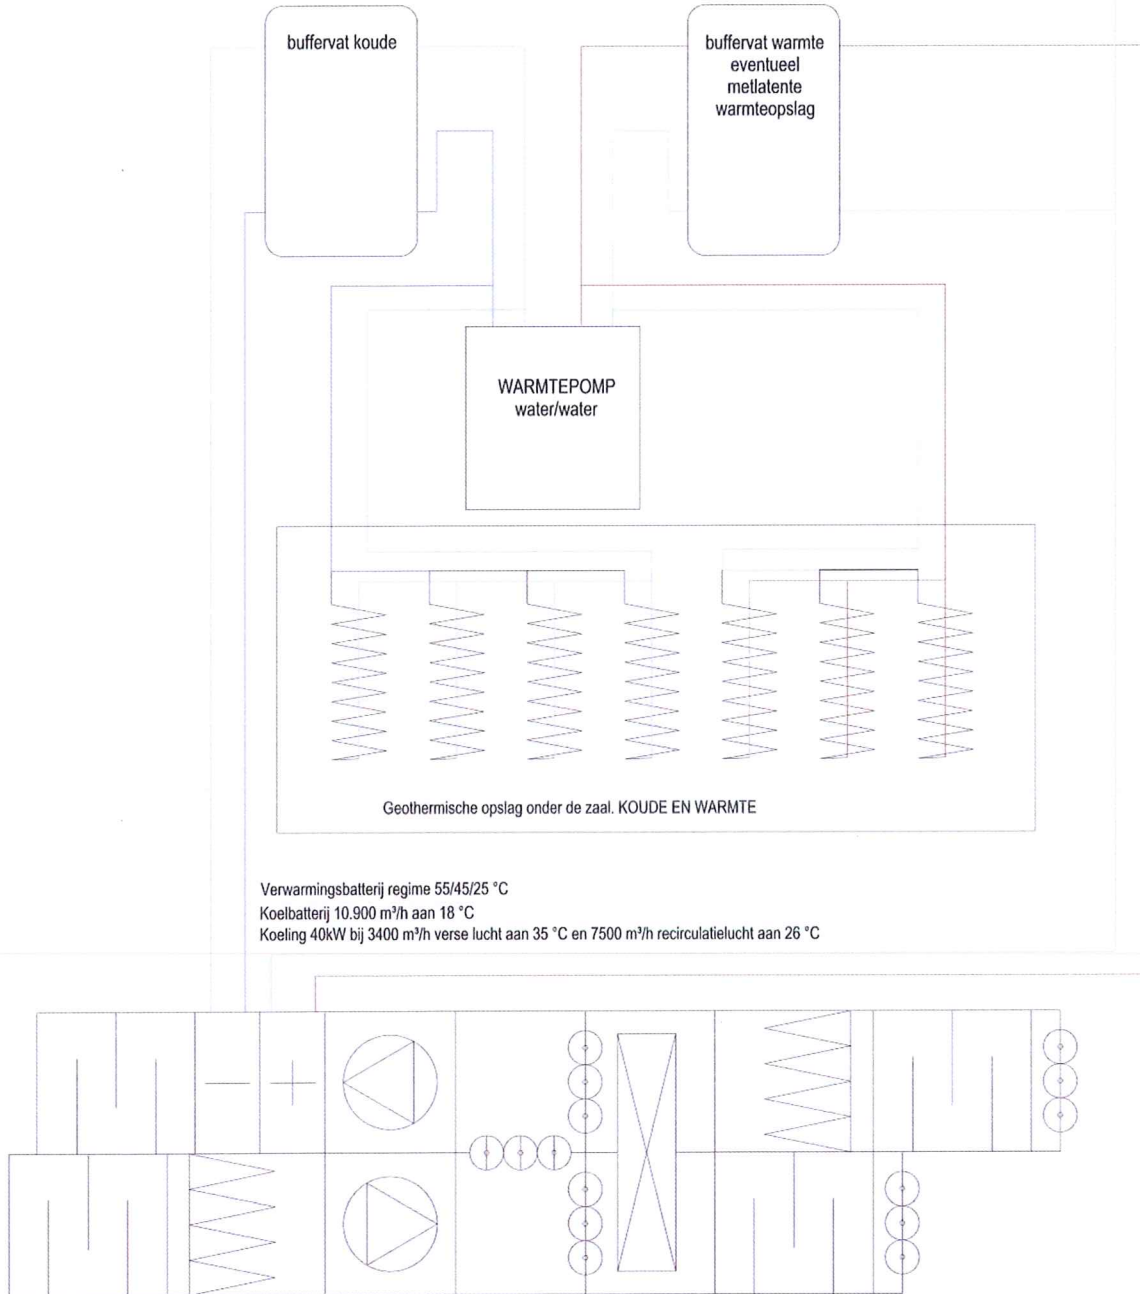 buffervat koude
buffervat warmte
eventueel
metlatente
warmteopslag
WARMTEPOMP
water/water
Geothermische opslag onder de zaal. KOUDE EN WARMTE
Verwarmingsbatterij regime 55/45/25 °C
Koelbatterij 10.900 m³/h aan 18 °C
Koeling 40kW bij 3400 m³/h verse lucht aan 35 °C en 7500 m³/h recirculatielucht aan 26 °C